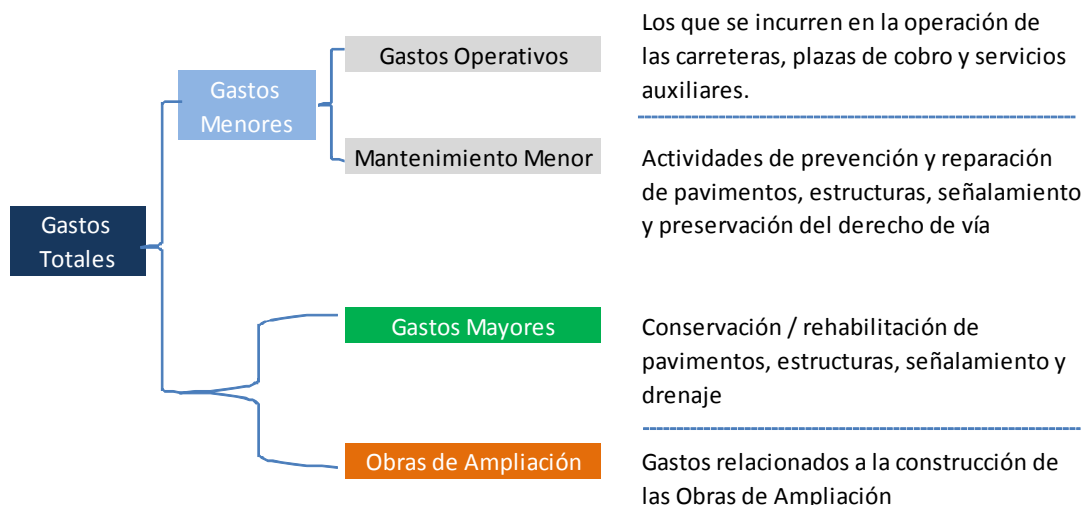 Gastos
Totales
Gastos
Menores
Gastos Operativos
Los que se incurren en la operación de
las carreteras, plazas de cobro y servicios
auxiliares.
Mantenimiento Menor
Actividades de prevención y reparación
de pavimentos, estructuras, señalamiento
y preservación del derecho de vía
Gastos Mayores
Conservación / rehabilitación de
pavimentos, estructuras, señalamiento y
drenaje
Obras de Ampliación
Gastos relacionados a la construcción de
las Obras de Ampliación